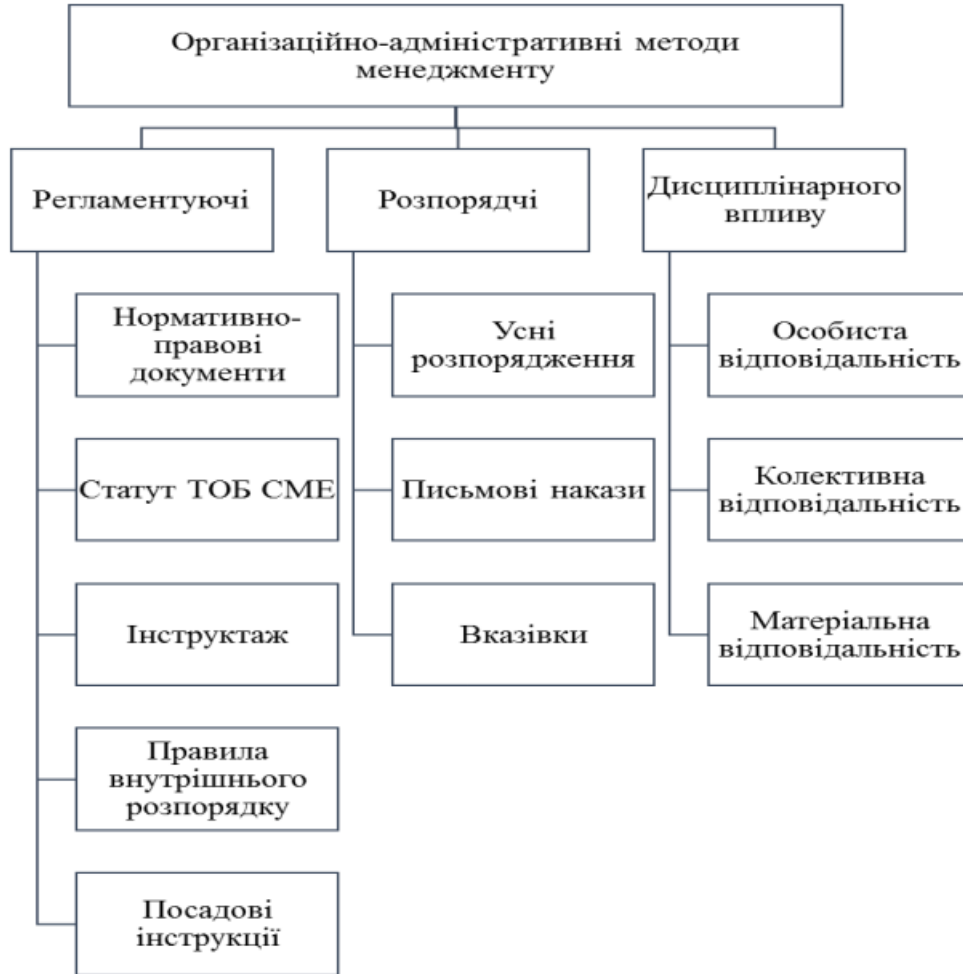 Організаційно-адміністративні методи
менеджменту
Регламентуючі
Розпорядчі
Дисциплінарного
впливу
Нормативно-
правові
документи
Статут ТОБ СМЕ
Інструктаж
Правила
внутрішнього
розпорядку
Посадові
інструкції
Усні
розпорядження
Письмові накази
Вказівки
Особиста
відповідальність
Колективна
відповідальність
Матеріальна
відповідальність